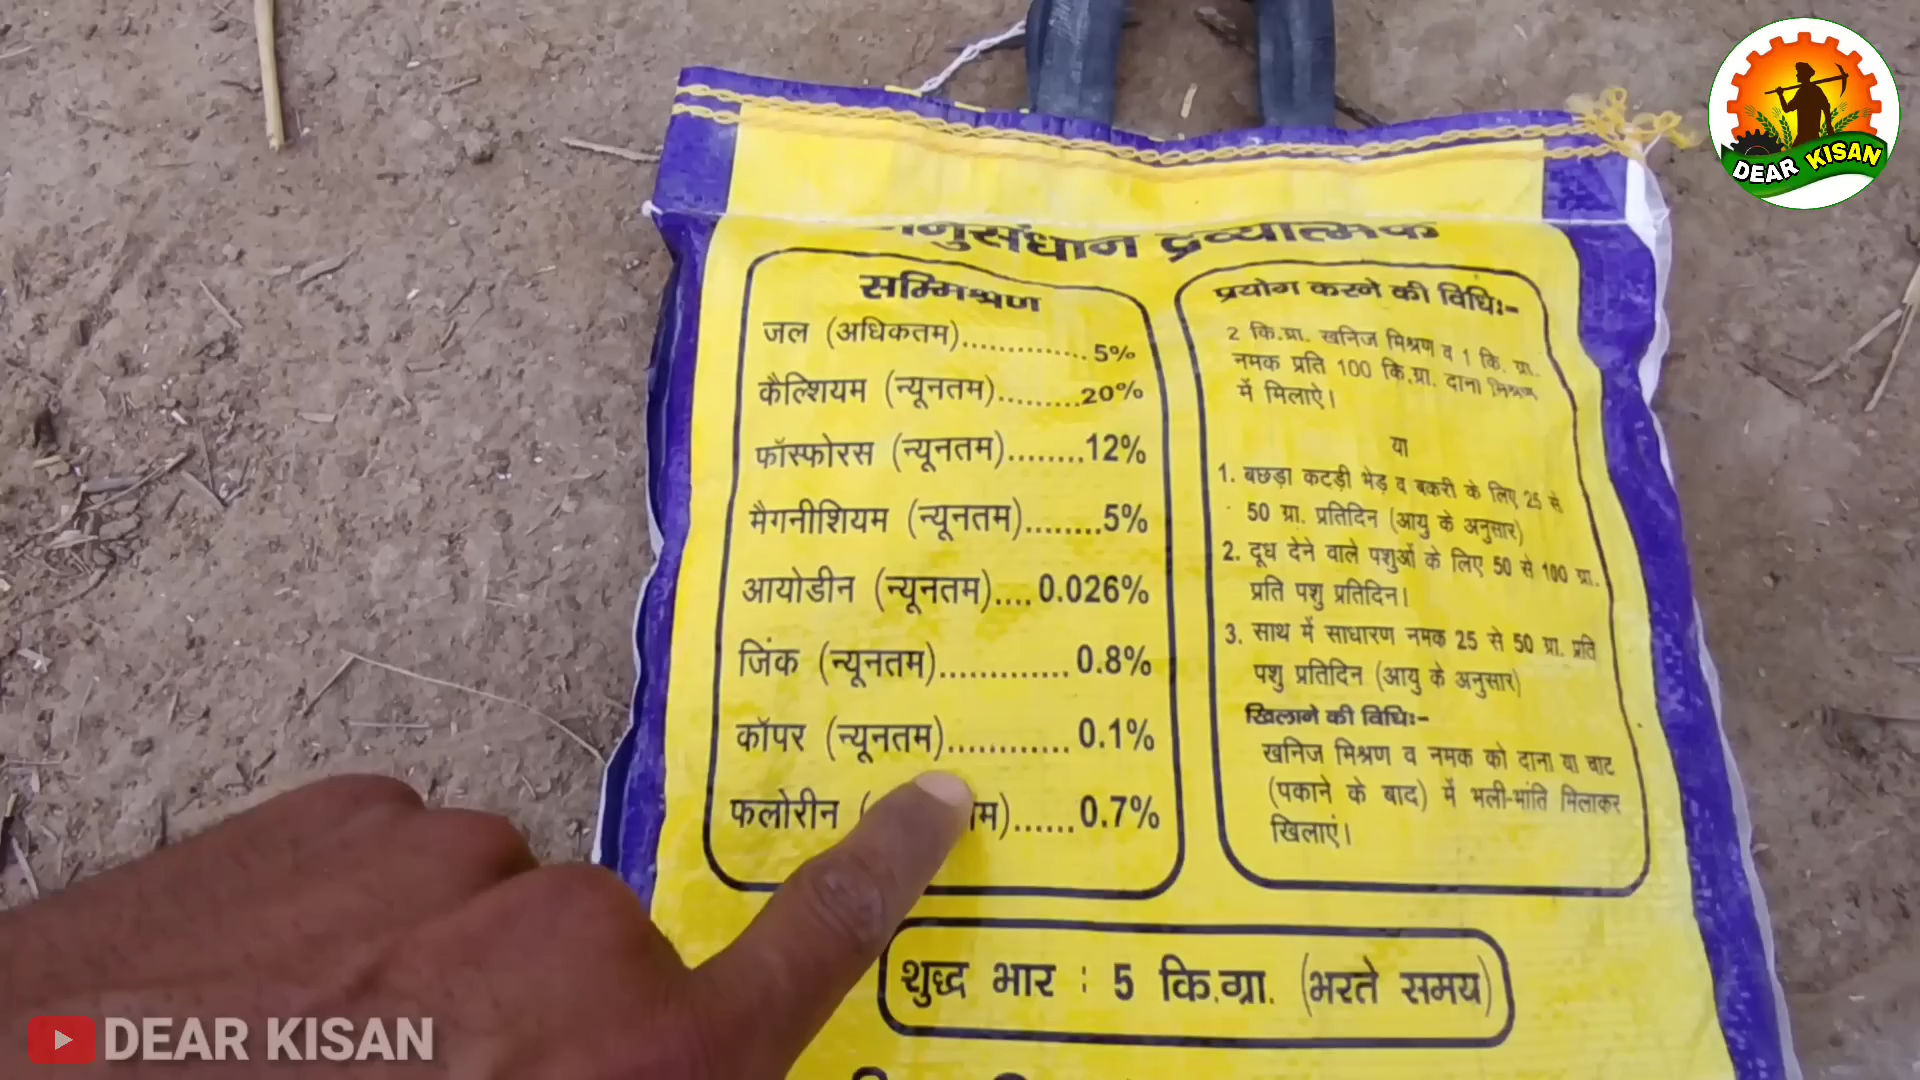 द्रव्यात्मक
सम्मिश्रण
जल (अधिकतम)............. 5%
कैल्शियम (न्यूनतम).........20%
फॉस्फोरस (न्यूनतम)........12%
मैगनीशियम (न्यूनतम)........5%
आयोडीन (न्यूनतम).... 0.026%
जिंक (न्यूनतम)............. 0.8%
कॉपर (न्यूनतम)............ 0.1%
फलोरीन ...... 0.7%
प्रयोग करने की विधि:-
2 कि.ग्रा. खनिज मिश्रण व 1 कि. ग्रा.
नमक प्रति 100 कि.ग्रा. दाना मिश्रण
में मिलाऐ।
या
1. बछड़ा कटड़ी भेड़ व बकरी के लिए 25 से
50 ग्रा. प्रतिदिन (आयु के अनुसार)
2. दूध देने वाले पशुओं के लिए 50 से 100 ग्रा.
प्रति पशु प्रतिदिन।
3. साथ में साधारण नमक 25 से 50 ग्रा. प्रति
पशु प्रतिदिन (आयु के अनुसार)
खिलाने की विधि:-
खनिज मिश्रण व नमक को दाना या चाट
(पकाने के बाद) में भली-भांति मिलाकर
खिलाएं।
शुद्ध भार : 5 कि.ग्रा. (भरते समय)
DEAR KISAN
DEAR KISAN